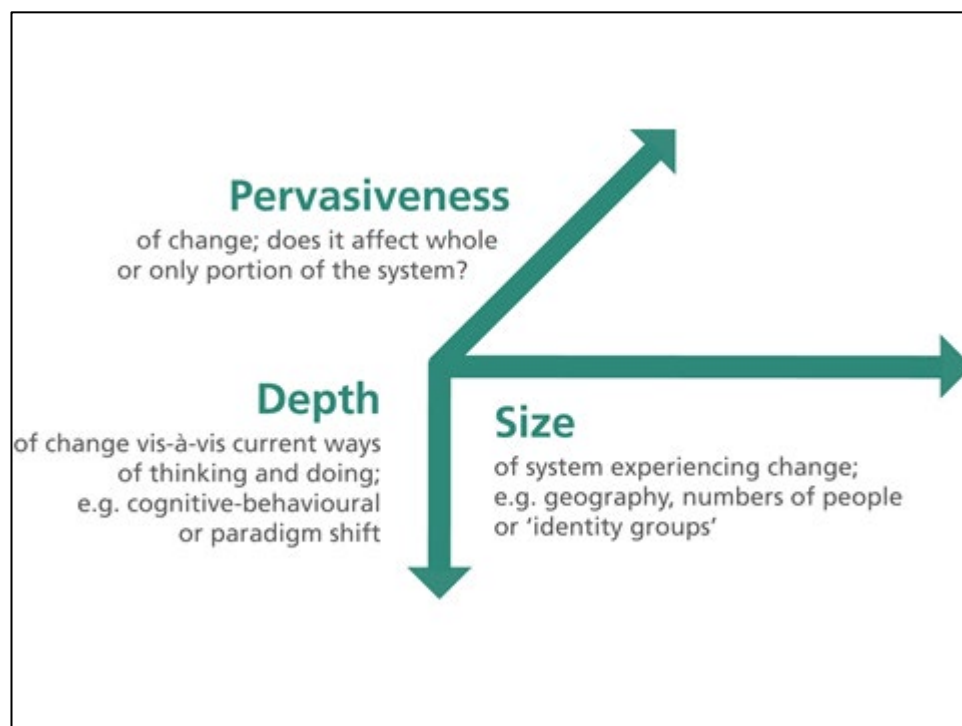 Pervasiveness
of change; does it affect whole
or only portion of the system?
Depth
of change vis-à-vis current ways
of thinking and doing;
e.g. cognitive-behavioural
or paradigm shift
Size
of system experiencing change;
e.g. geography, numbers of people
or ‘identity groups’